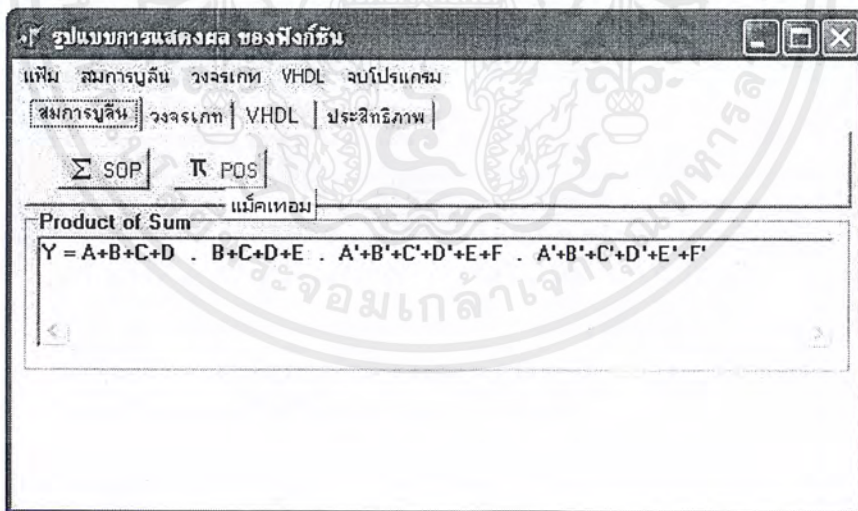 รูปแบบการแสดงผล ของฟังก์ชัน
แฟ้ม สมการบูลีน วงจรเกท VHDL จบโปรแกรม
สมการบูลีน วงจรเกท VHDL ประสิทธิภาพ
Σ SOP π POS
แม็คเทอม
Product of Sum
Y = A+B+C+D . B+C+D+E . A'+B'+C'+D'+E+F . A'+B'+C'+D'+E'+F'